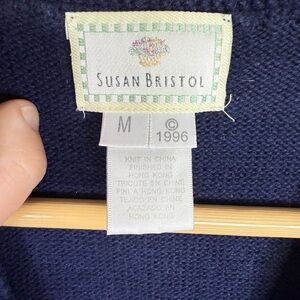 SUSAN BRISTOL
M
©
1996
KNIT IN CHINA
FINISHED IN
HONG KONG
TRICOTE EN CHINE
FINI A HONG KONG
TEJIDO EN CHINA
ACABADO EN
HONG KONG